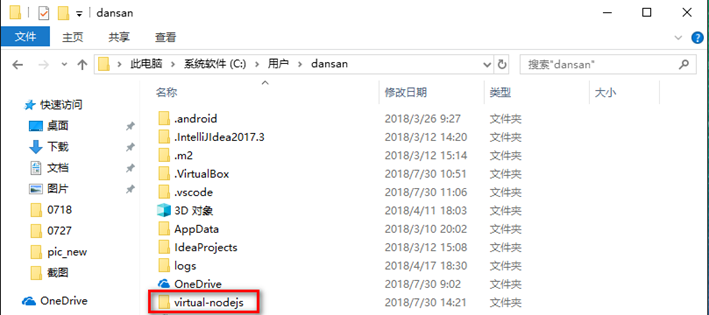 dansan
文件 主页 共享 查看
此电脑 > 系统软件 (C:) > 用户 > dansan
搜索"dansan"
名称 修改日期 类型 大小
快速访问
桌面
下载
文档
图片
0718
0727
pic_new
截图
OneDrive
.android 2018/3/26 9:27 文件夹
.IntelliJIdea2017.3 2018/3/12 14:20 文件夹
.m2 2018/3/12 15:14 文件夹
.VirtualBox 2018/7/30 10:51 文件夹
.vscode 2018/7/30 11:06 文件夹
3D 对象 2018/4/11 18:03 文件夹
AppData 2018/3/10 20:02 文件夹
IdeaProjects 2018/3/12 15:08 文件夹
logs 2018/4/17 18:30 文件夹
OneDrive 2018/7/30 9:02 文件夹
virtual-nodejs 2018/7/30 14:21 文件夹